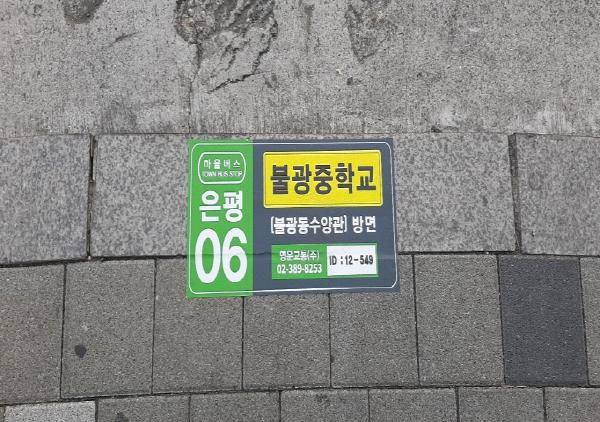 마을버스
TOWN BUS STOP
은평
06
불광중학교
[불광동수양관] 방면
영운교통(주)
02-389-8253
ID : 12-549